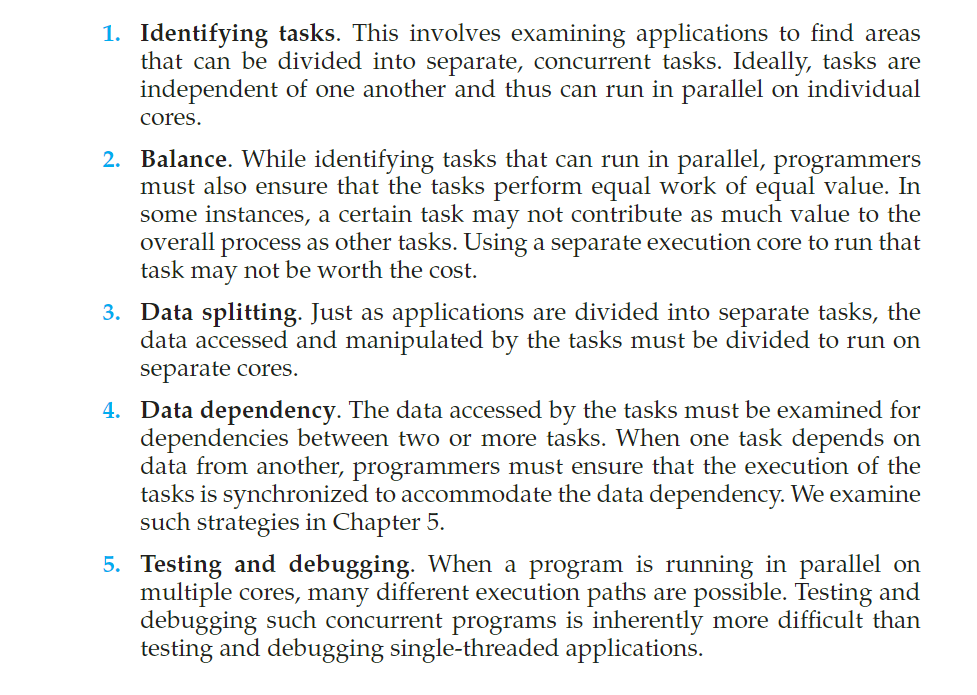 1. Identifying tasks. This involves examining applications to find areas
that can be divided into separate, concurrent tasks. Ideally, tasks are
independent of one another and thus can run in parallel on individual
cores.
2. Balance. While identifying tasks that can run in parallel, programmers
must also ensure that the tasks perform equal work of equal value. In
some instances, a certain task may not contribute as much value to the
overall process as other tasks. Using a separate execution core to run that
task may not be worth the cost.
3. Data splitting. Just as applications are divided into separate tasks, the
data accessed and manipulated by the tasks must be divided to run on
separate cores.
4. Data dependency. The data accessed by the tasks must be examined for
dependencies between two or more tasks. When one task depends on
data from another, programmers must ensure that the execution of the
tasks is synchronized to accommodate the data dependency. We examine
such strategies in Chapter 5.
5. Testing and debugging. When a program is running in parallel on
multiple cores, many different execution paths are possible. Testing and
debugging such concurrent programs is inherently more difficult than
testing and debugging single-threaded applications.